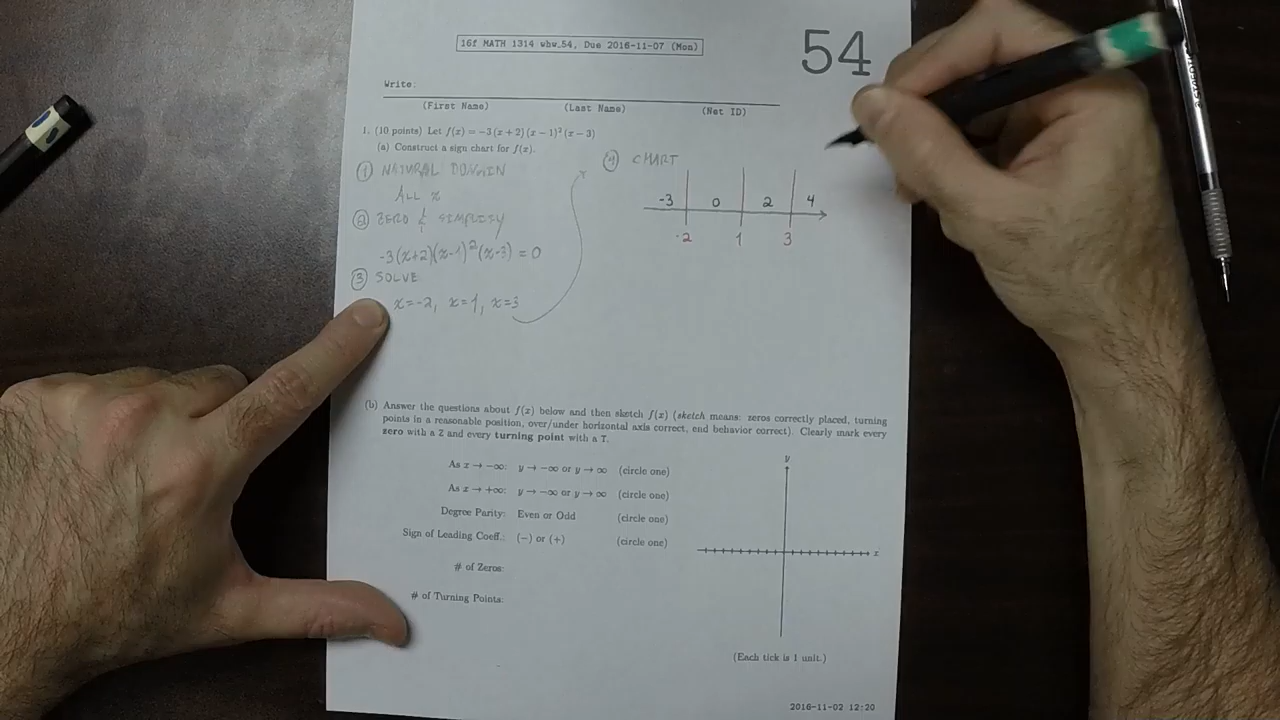 16f MATH 1314 wbw_54, Due 2016-11-07 (Mon)
54
Write:
(First Name) (Last Name) (Net ID)
1. (10 points) Let f(x) = −3(x + 2)(x − 1)²(x − 3)
(a) Construct a sign chart for f(x).
① NATURAL DOMAIN
ALL x
② ZERO & SIMPLIFY
-3(x+2)(x-1)²(x-3) = 0
③ SOLVE
x=-2, x=1, x=3
④ CHART
-3 0 2 4
-2 1 3
(b) Answer the questions about f(x) below and then sketch f(x) (sketch means: zeros correctly placed, turning
points in a reasonable position, over/under horizontal axis correct, end behavior correct). Clearly mark every
zero with a Z and every turning point with a T.
As x → −∞: y → −∞ or y → ∞ (circle one)
As x → +∞: y → −∞ or y → ∞ (circle one)
Degree Parity: Even or Odd (circle one)
Sign of Leading Coeff.: (−) or (+) (circle one)
# of Zeros:
# of Turning Points:
y
x
(Each tick is 1 unit.)
2016-11-02 12:20